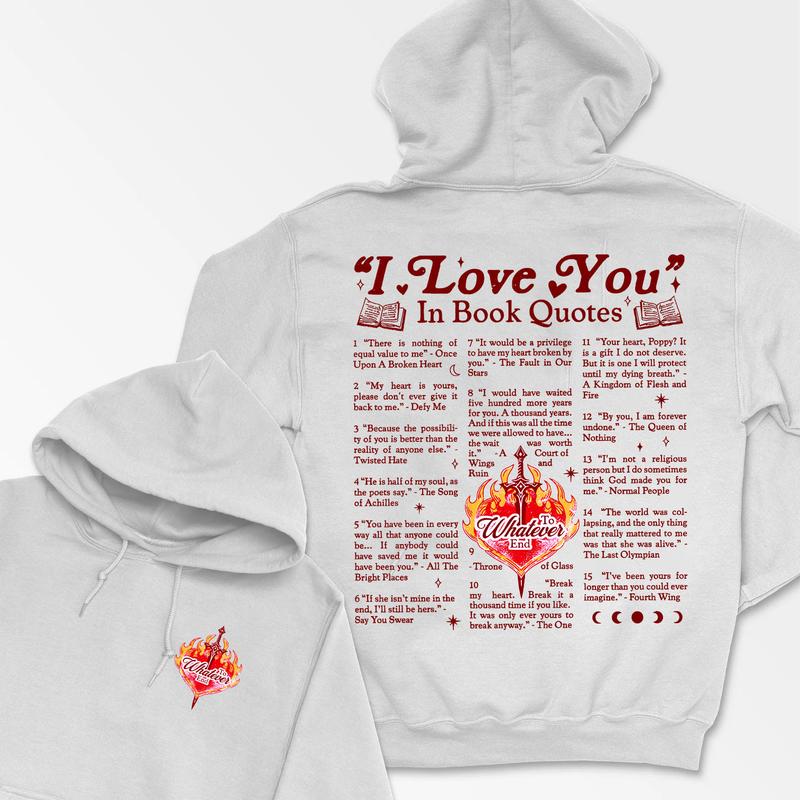 “I Love You”
In Book Quotes
1 “There is nothing of
equal value to me” - Once
Upon A Broken Heart
2 “My heart is yours,
please don't ever give it
back to me.” - Defy Me
3 “Because the possibili-
ty of you is better than the
reality of anyone else.” -
Twisted Hate
4 “He is half of my soul, as
the poets say.” - The Song
of Achilles
5 “You have been in every
way all that anyone could
be... If anybody could
have saved me it would
have been you.” - All The
Bright Places
6 “If she isn't mine in the
end, I'll still be hers.” -
Say You Swear
7 “It would be a privilege
to have my heart broken by
you.” - The Fault in Our
Stars
8 “I would have waited
five hundred more years
for you. A thousand years.
And if this was all the time
we were allowed to have...
the wait was worth
it.” - A Court of
Wings and
Ruin
To
Whatever
End
9
-Throne of Glass
10 “Break
my heart. Break it a
thousand time if you like.
It was only ever yours to
break anyway.” - The One
11 “Your heart, Poppy? It
is a gift I do not deserve.
But it is one I will protect
until my dying breath.” -
A Kingdom of Flesh and
Fire
12 “By you, I am forever
undone.” - The Queen of
Nothing
13 “I'm not a religious
person but I do sometimes
think God made you for
me.” - Normal People
14 “The world was col-
lapsing, and the only thing
that really mattered to me
was that she was alive.” -
The Last Olympian
15 “I've been yours for
longer than you could ever
imagine.” - Fourth Wing
To
Whatever
End